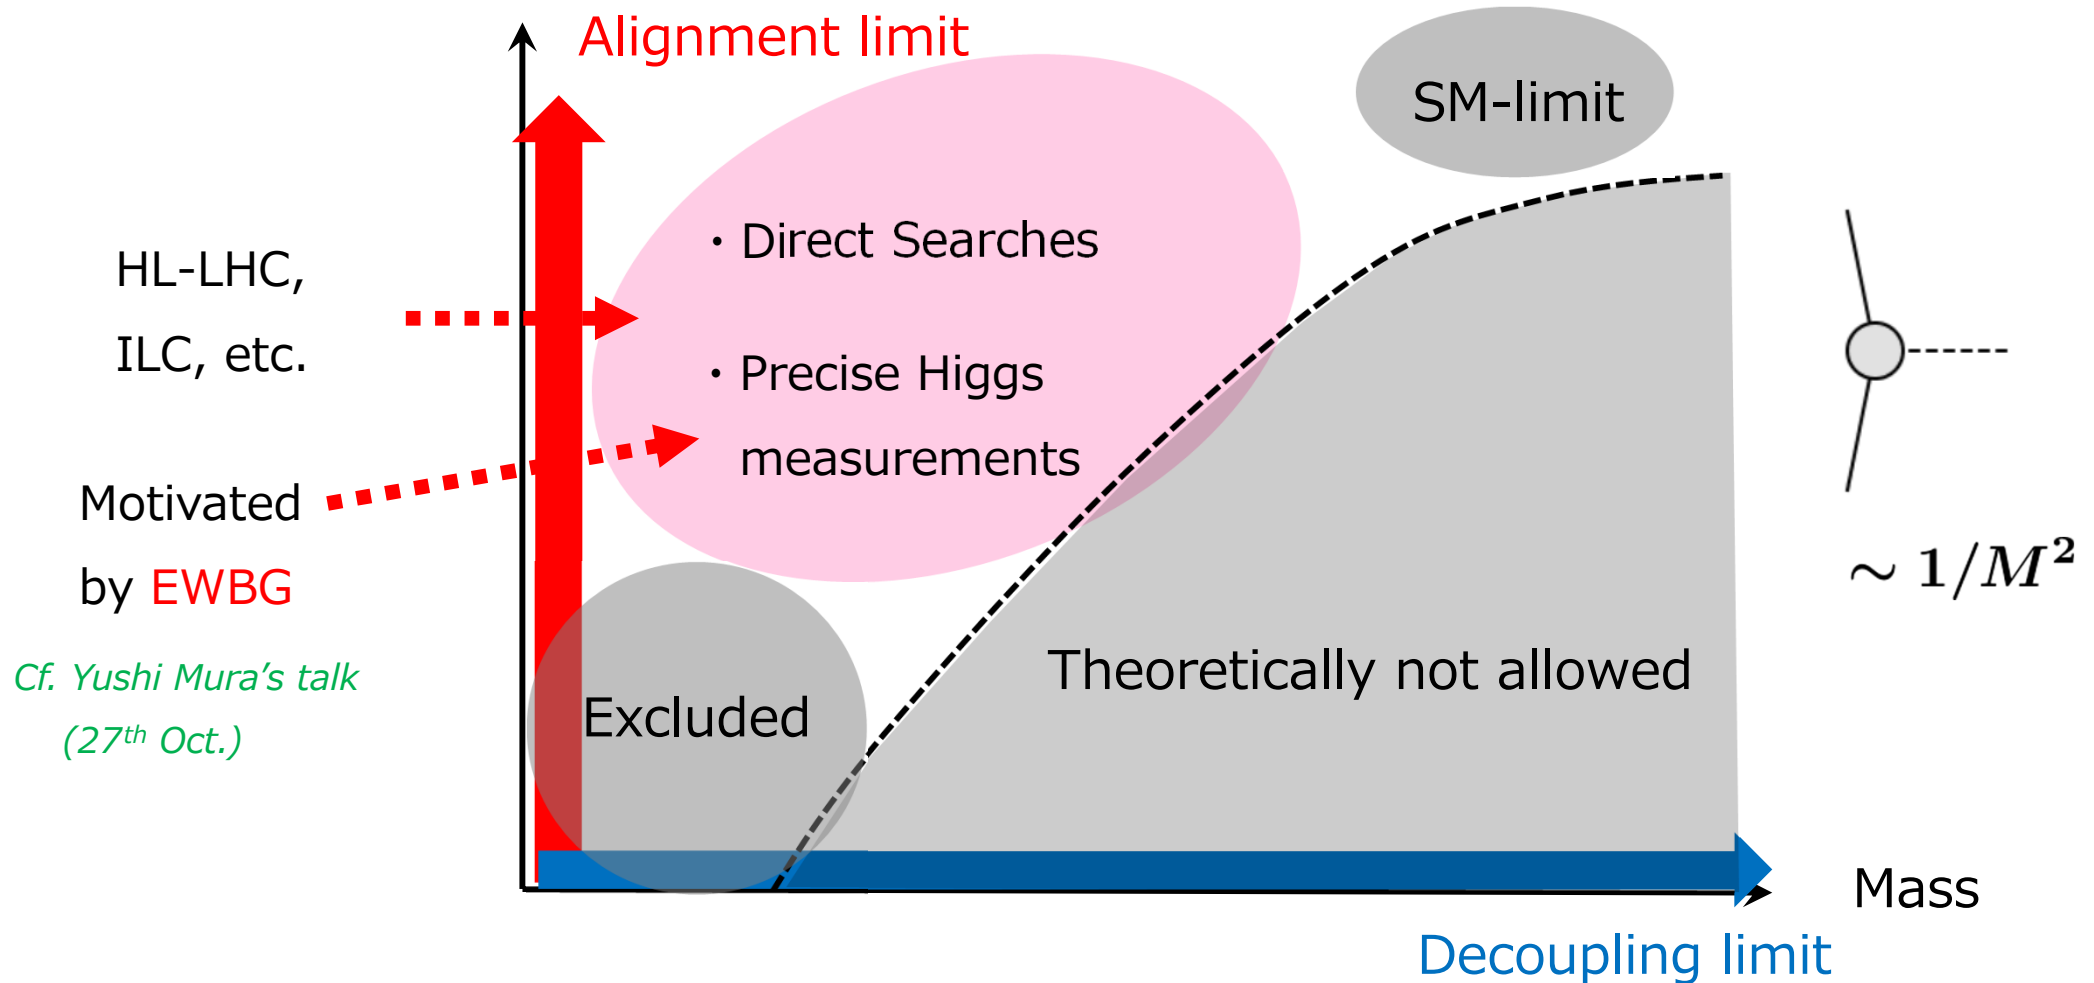 Alignment limit
SM-limit
・Direct Searches
HL-LHC,
ILC, etc.
・Precise Higgs
measurements
Motivated
by EWBG
~ 1/M²
Cf. Yushi Mura's talk
(27th Oct.)
Excluded
Theoretically not allowed
Mass
Decoupling limit